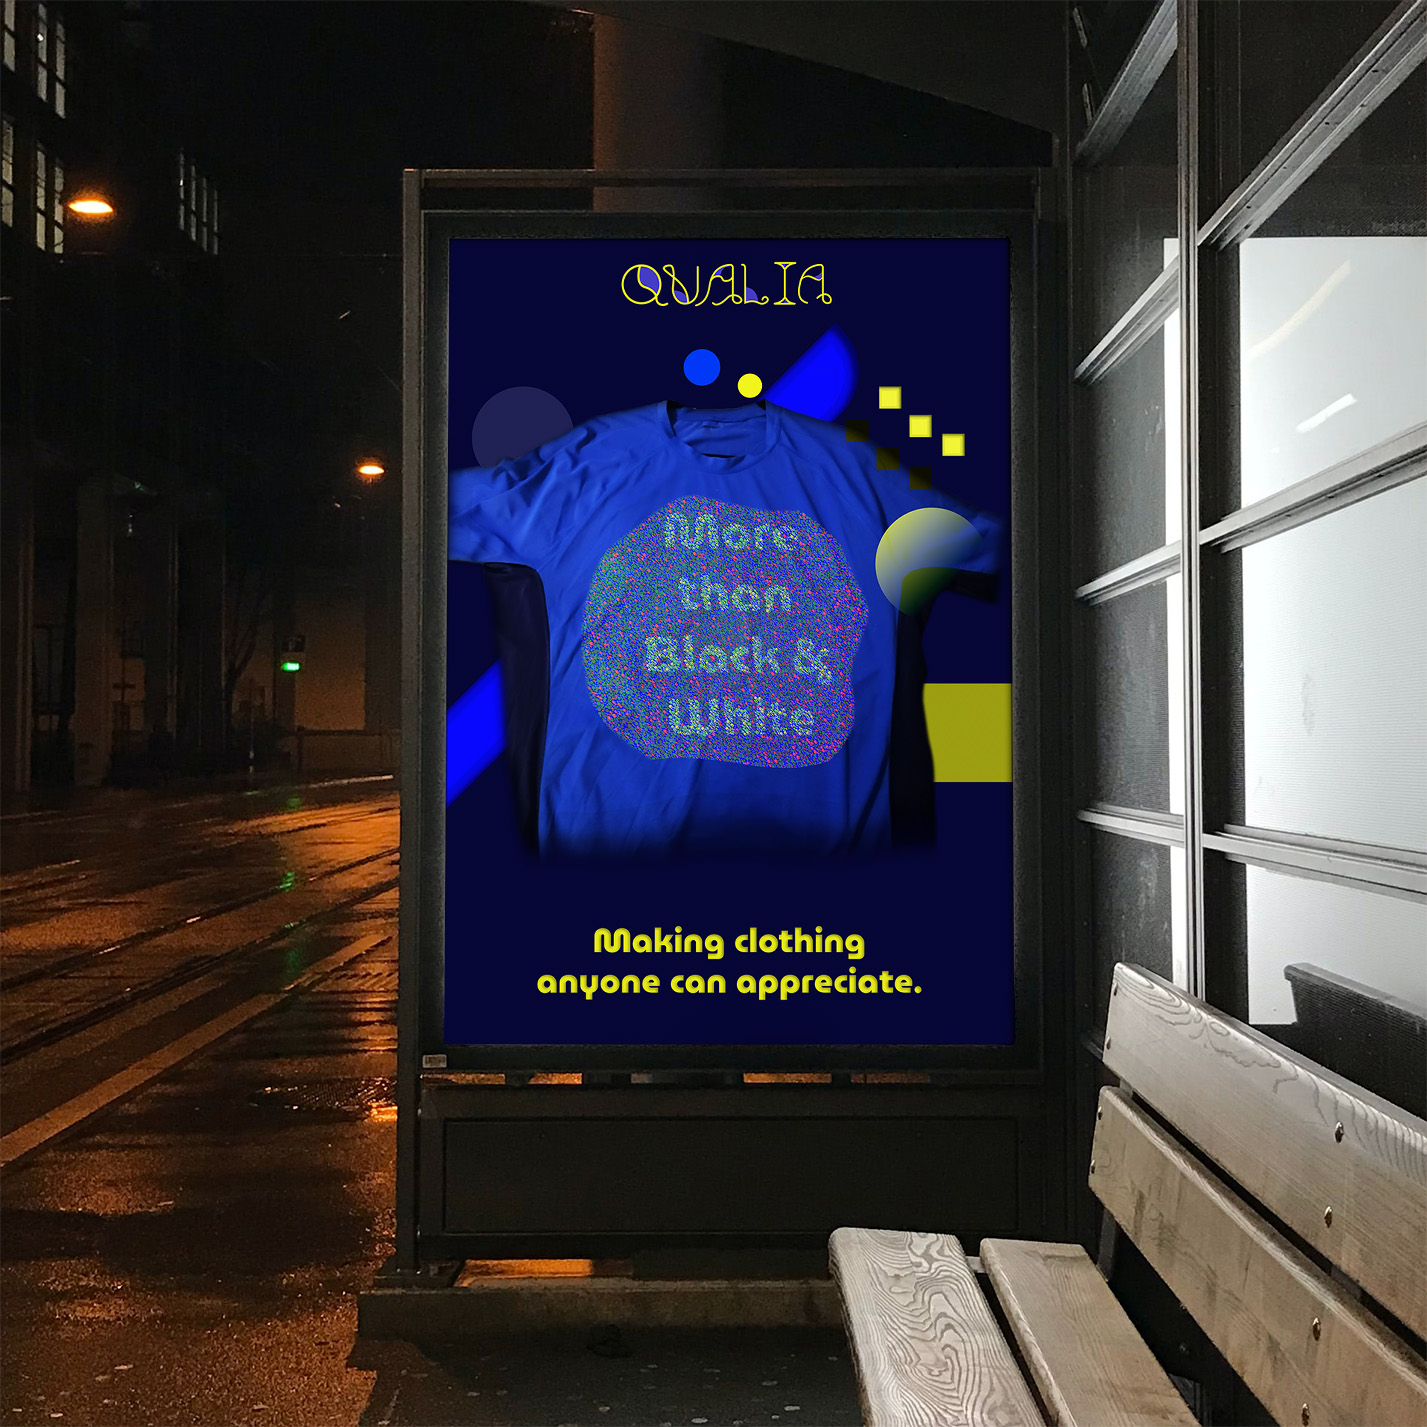 QUALIA
More
than
Black &
White
Making clothing
anyone can appreciate.